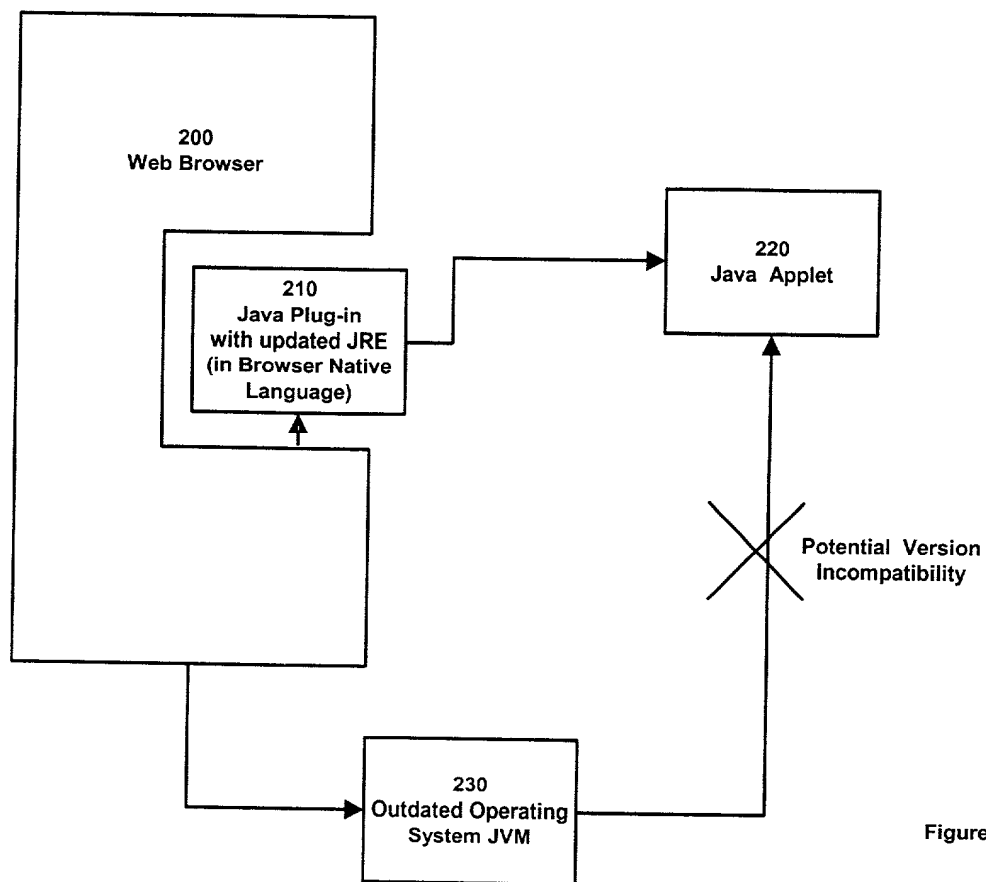 200
Web Browser
210
Java Plug-in
with updated JRE
(in Browser Native
Language)
220
Java Applet
Potential Version
Incompatibility
230
Outdated Operating
System JVM
Figure